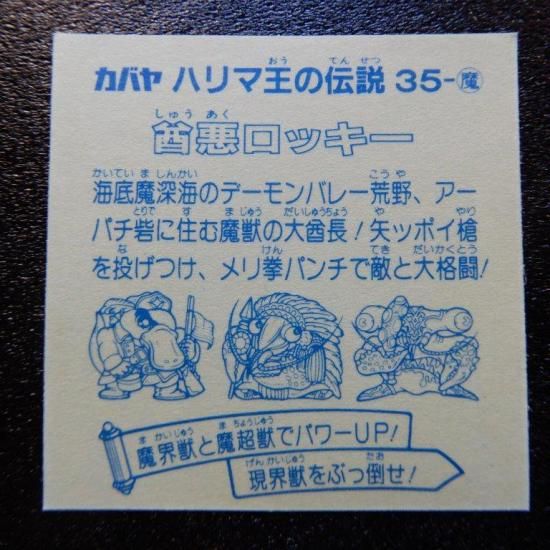 カバヤ ハリマ王の伝説 35-魔
酋悪ロッキー
海底魔深海のデーモンバレー荒野、アー
パチ砦に住む魔獣の大酋長!矢ッポイ槍
を投げつけ、メリ拳パンチで敵と大格闘!
魔界獣と魔超獣でパワーUP!
現界獣をぶっ倒せ!